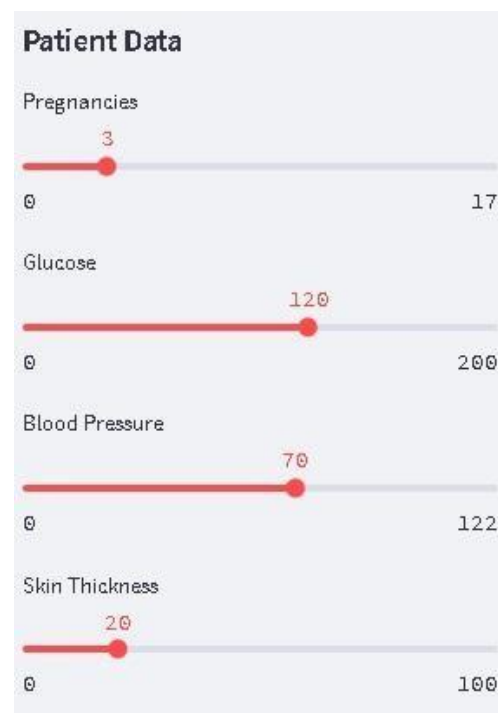 Patient Data
Pregnancies
3
0 17
Glucose
120
0 200
Blood Pressure
70
0 122
Skin Thickness
20
0 100